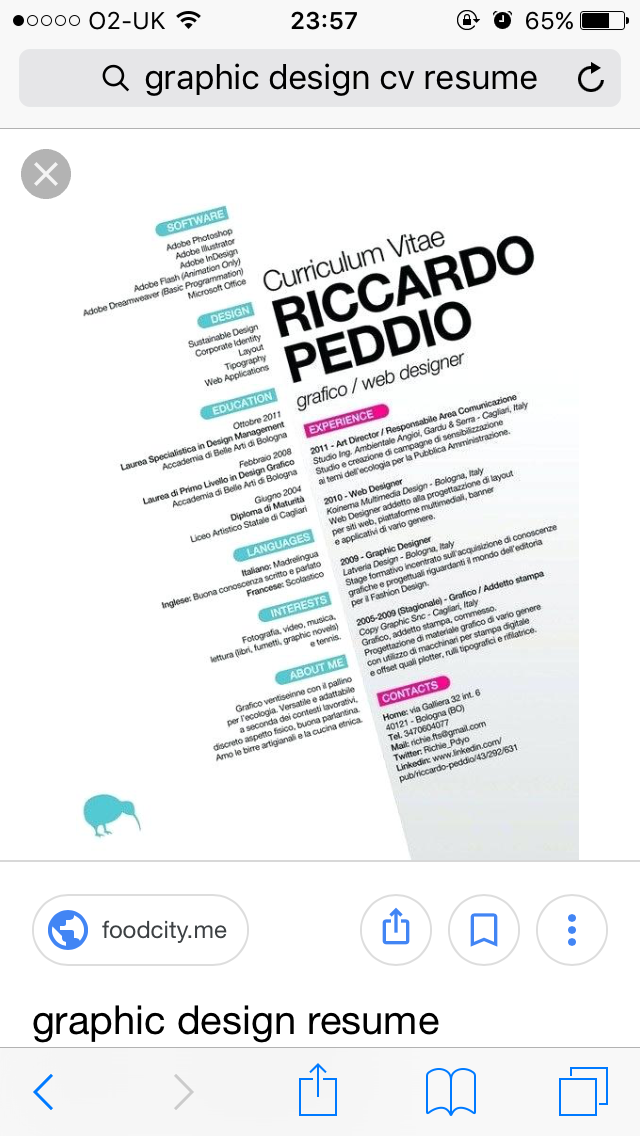 O2-UK 23:57 65%
graphic design cv resume
SOFTWARE
Adobe Photoshop
Adobe Illustrator
Adobe InDesign
Adobe Flash (Animation Only)
Adobe Dreamweaver (Basic Programmation)
Microsoft Office
DESIGN
Sustainable Design
Corporate Identity
Layout
Tipography
Web Applications
EDUCATION
Ottobre 2011
Laurea Specialistica in Design Management
Accademia di Belle Arti di Bologna
Febbraio 2008
Laurea di Primo Livello in Design Grafico
Accademia di Belle Arti di Bologna
Giugno 2004
Diploma di Maturità
Liceo Artistico Statale di Cagliari
LANGUAGES
Italiano: Madrelingua
Inglese: Buona conoscenza scritto e parlato
Francese: Scolastico
INTERESTS
Fotografia, video, musica,
lettura (libri, fumetti, graphic novels)
e tennis.
ABOUT ME
Grafico ventiseinne con il pallino
per l'ecologia. Versatile e adattabile
a seconda dei contesti lavorativi,
discreto aspetto fisico, buona parlantina.
Amo le birre artigianali e la cucina etnica.
Curriculum Vitae
RICCARDO
PEDDIO
grafico / web designer
EXPERIENCE
2011 - Art Director / Responsabile Area Comunicazione
Studio Ing. Ambientale Angioi, Gardu & Serra - Cagliari, Italy
Studio e creazione di campagne di sensibilizzazione
ai temi dell'ecologia per la Pubblica Amministrazione.
2010 - Web Designer
Koinema Multimedia Design - Bologna, Italy
Web Designer addetto alla progettazzione di layout
per siti web, piattaforme multimediali, banner
e applicativi di vario genere.
2009 - Graphic Designer
Latveria Design - Bologna, Italy
Stage formativo incentrato sull'acquisizione di conoscenze
grafiche e progettuali riguardanti il mondo dell'editoria
per il Fashion Design.
2005-2009 (Stagionale) - Grafico / Addetto stampa
Copy Graphic Snc - Cagliari, Italy
Grafico, addetto stampa, commesso.
Progettazione di materiale grafico di vario genere
con utilizzo di macchinari per stampa digitale
e offset quali plotter, rulli tipografici e rifilatrice.
CONTACTS
Home: via Galliera 32 int. 6
40121 - Bologna (BO)
Tel. 3470604077
Mail: richie.fts@gmail.com
Twitter: Richie_Pdyo
Linkedin: www.linkedin.com/
pub/riccardo-peddio/43/292/631
foodcity.me
graphic design resume